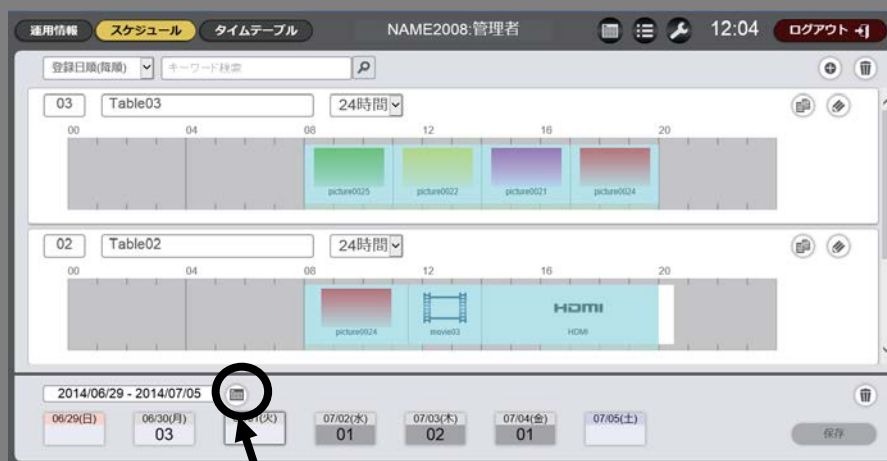 運用情報 スケジュール タイムテーブル NAME2008:管理者 12:04 ログアウト
登録日順(降順) キーワード検索
03 Table03 24時間
00 04 08 12 16 20
picture0025 picture0022 picture0021 picture0024
02 Table02 24時間
00 04 08 12 16 20
HDMI
picture0024 movie03 HDMI
2014/06/29 - 2014/07/05
06/29(日) 06/30(月) (火) 07/02(水) 07/03(木) 07/04(金) 07/05(土)
03 01 02 01 保存